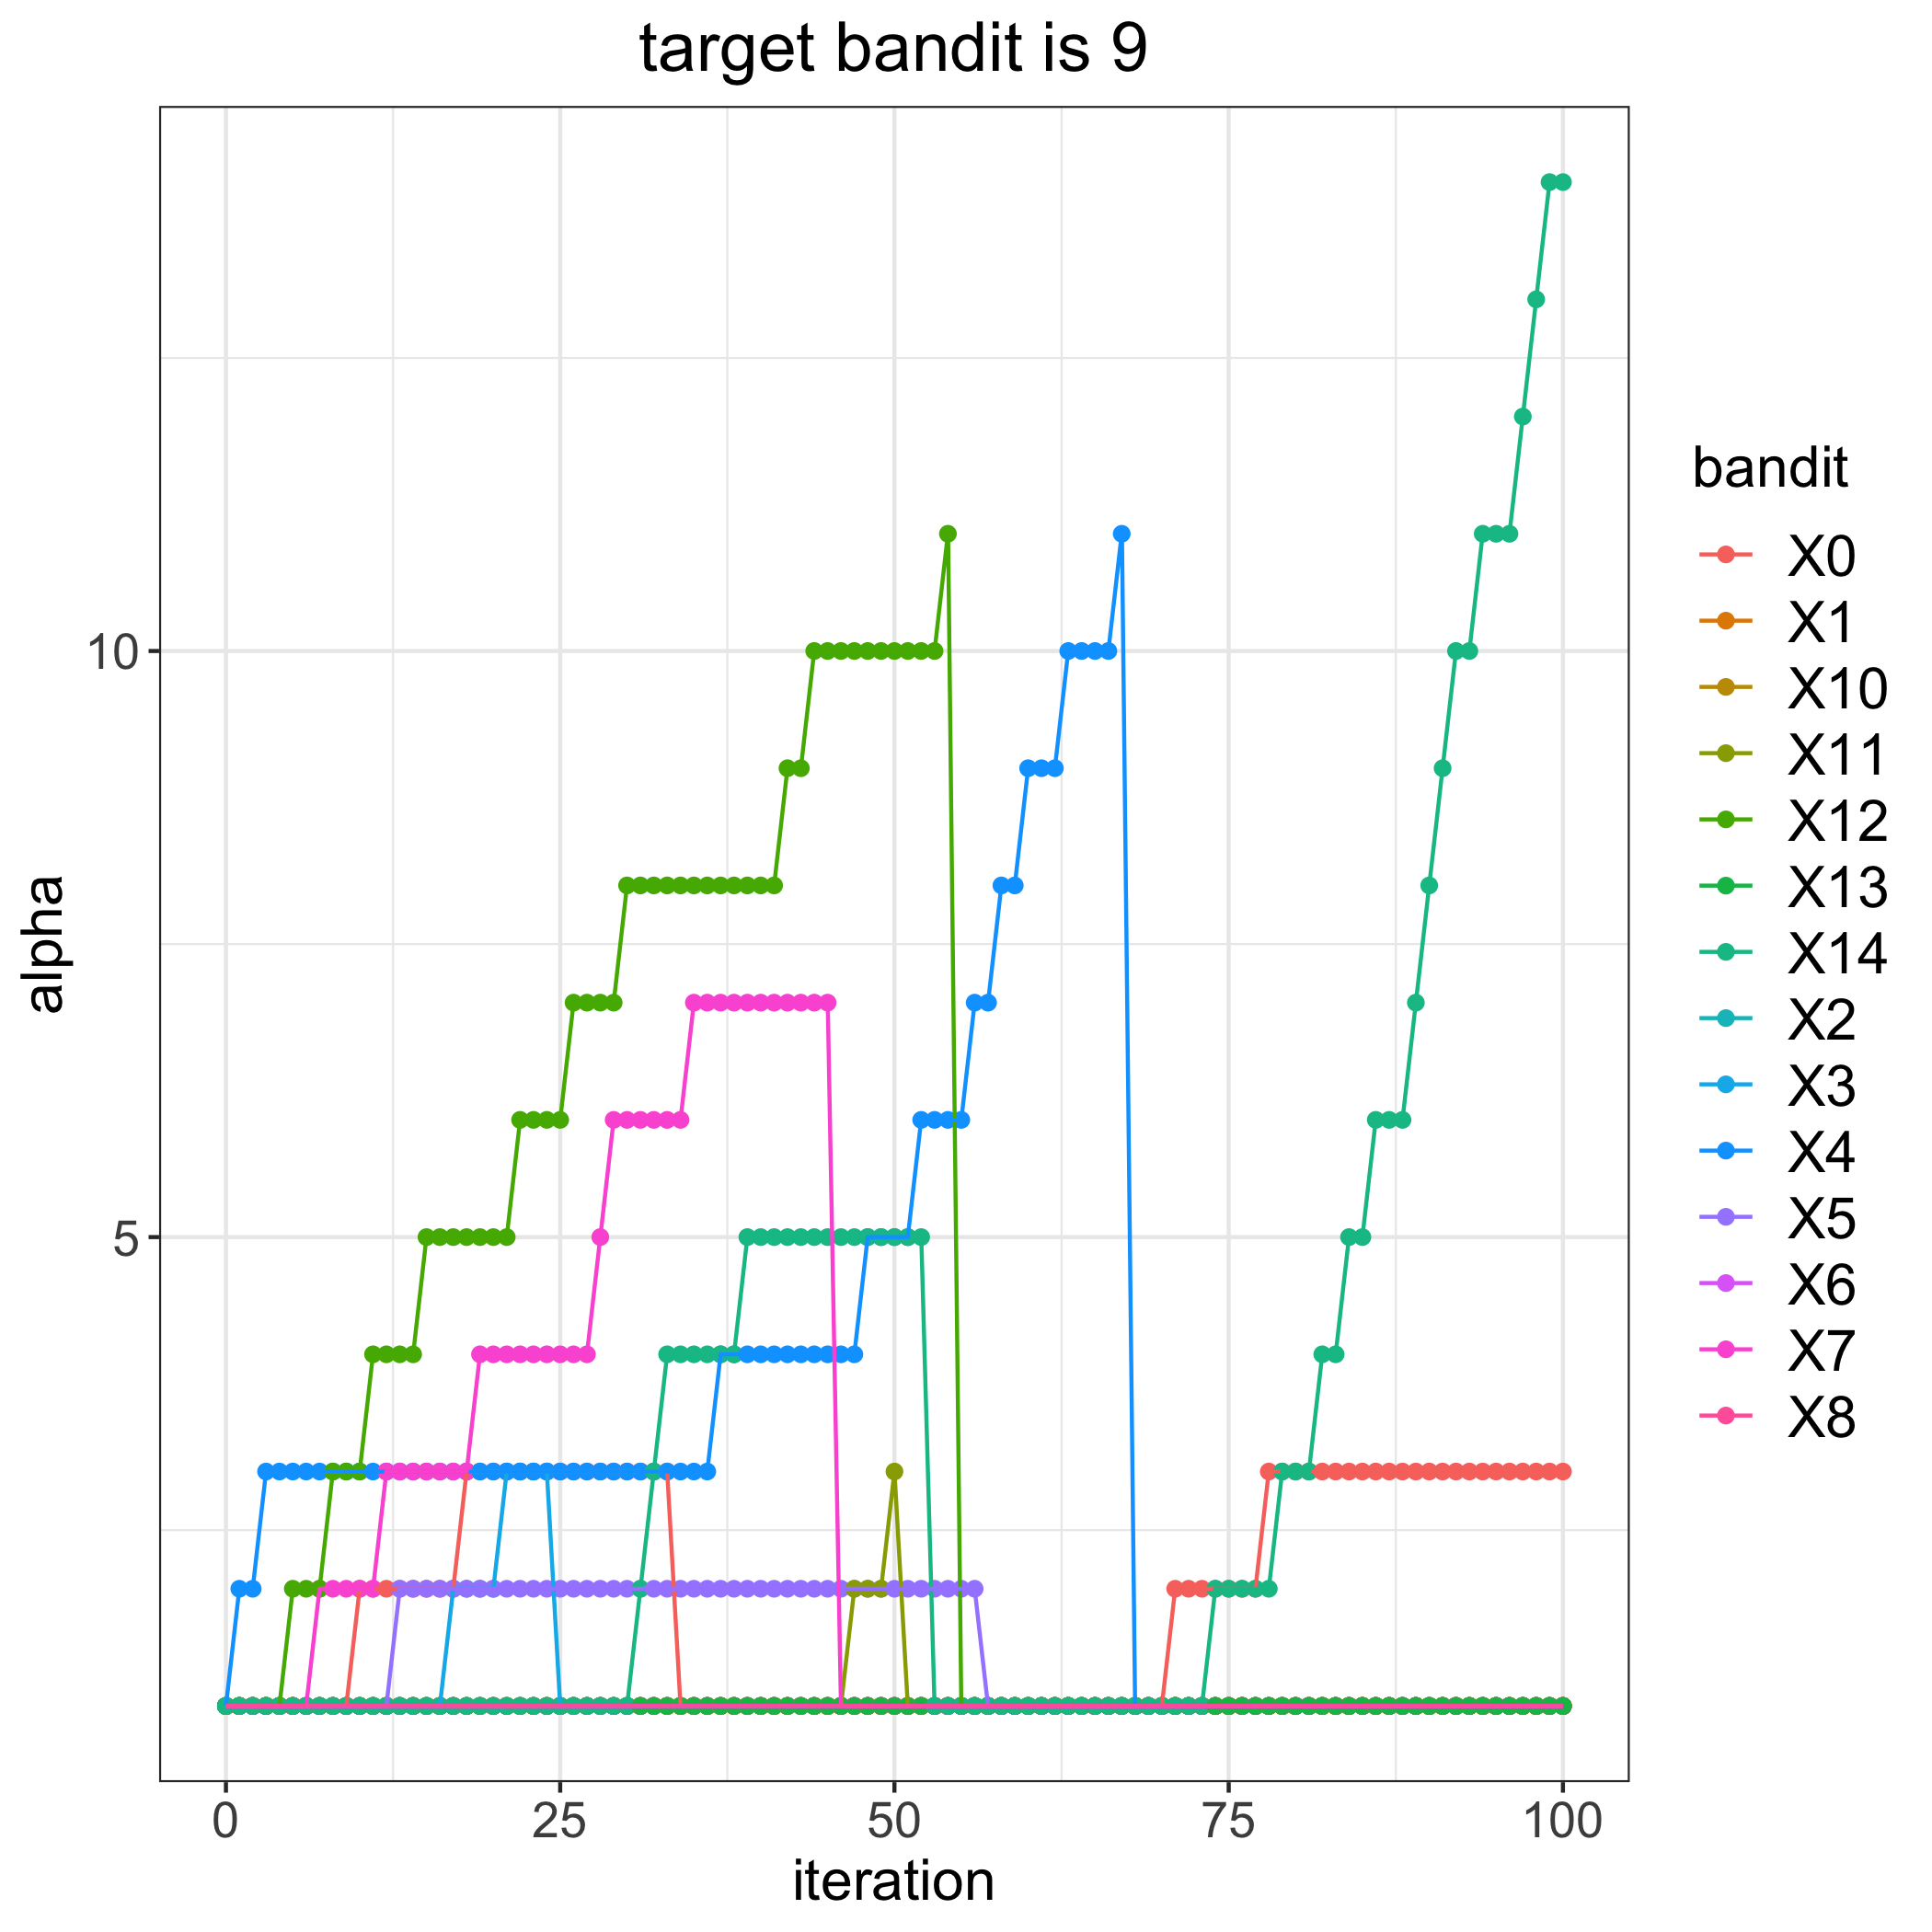 target bandit is 9
alpha
10
5
0 25 50 75 100
iteration
bandit
X0
X1
X10
X11
X12
X13
X14
X2
X3
X4
X5
X6
X7
X8